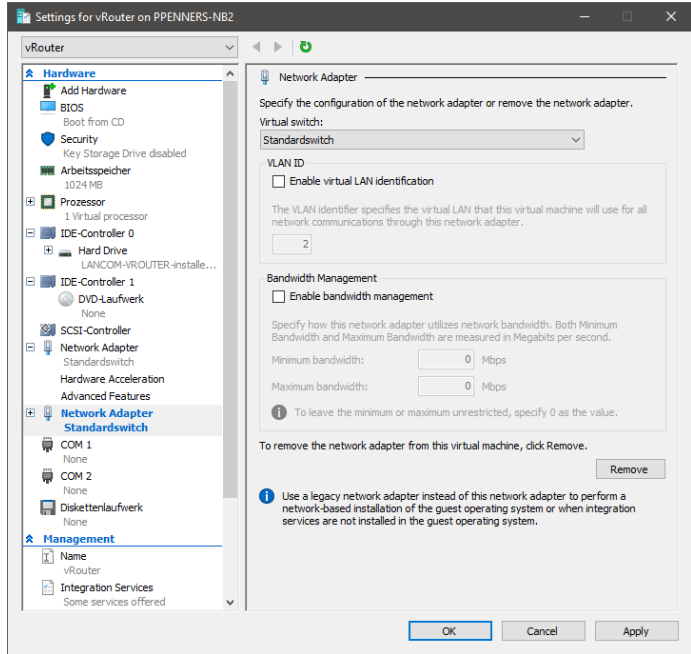 Settings for vRouter on PPENNERS-NB2
vRouter
Hardware
Add Hardware
BIOS
Boot from CD
Security
Key Storage Drive disabled
Arbeitsspeicher
1024 MB
Prozessor
1 Virtual processor
IDE-Controller 0
Hard Drive
LANCOM-VROUTER-installe...
IDE-Controller 1
DVD-Laufwerk
None
SCSI-Controller
Network Adapter
Standardswitch
Hardware Acceleration
Advanced Features
Network Adapter
Standardswitch
COM 1
None
COM 2
None
Diskettenlaufwerk
None
Management
Name
vRouter
Integration Services
Some services offered
Network Adapter
Specify the configuration of the network adapter or remove the network adapter.
Virtual switch:
Standardswitch
VLAN ID
Enable virtual LAN identification
The VLAN identifier specifies the virtual LAN that this virtual machine will use for all
network communications through this network adapter.
2
Bandwidth Management
Enable bandwidth management
Specify how this network adapter utilizes network bandwidth. Both Minimum
Bandwidth and Maximum Bandwidth are measured in Megabits per second.
Minimum bandwidth: 0 Mbps
Maximum bandwidth: 0 Mbps
To leave the minimum or maximum unrestricted, specify 0 as the value.
To remove the network adapter from this virtual machine, click Remove.
Remove
Use a legacy network adapter instead of this network adapter to perform a
network-based installation of the guest operating system or when integration
services are not installed in the guest operating system.
OK Cancel Apply